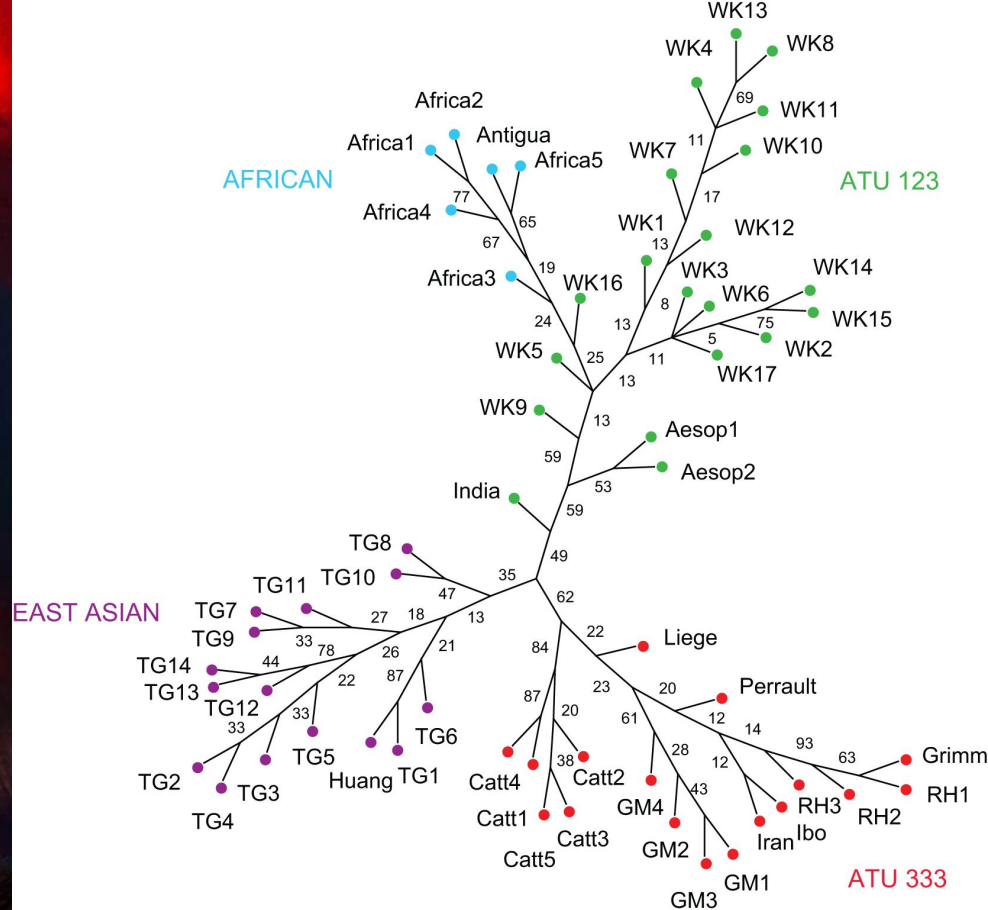 WK13
WK4
WK8
69
WK11
Africa2
Africa1
Antigua
Africa5
11
WK7
WK10
AFRICAN
ATU 123
77
17
Africa4
65
67
WK1
13
WK12
19
Africa3
WK16
WK3
WK14
8
WK6
24
13
75
WK15
5
WK5
25
11
WK2
WK17
13
WK9
13
Aesop1
59
Aesop2
53
India
59
TG8
49
35
TG10
47
TG11
62
EAST ASIAN
TG7
27
18
13
TG9
33
22
Liege
78
26
21
84
TG14
44
TG13
22
87
23
20
Perrault
TG12
87
20
61
12
14
33
33
TG6
93
TG5
28
12
63
Grimm
38
TG2
TG3
Huang
TG1
Catt4
Catt2
43
RH1
GM4
RH3
RH2
TG4
Catt1
Catt3
Iran
Ibo
Catt5
GM2
GM1
ATU 333
GM3